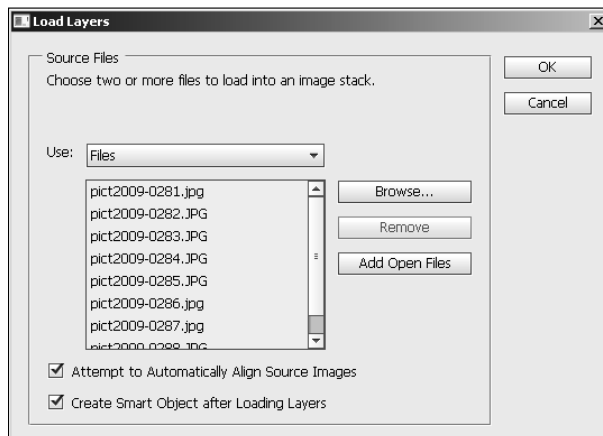 Load Layers
Source Files
Choose two or more files to load into an image stack.
OK
Cancel
Use: Files
pict2009-0281.jpg
pict2009-0282.JPG
pict2009-0283.JPG
pict2009-0284.JPG
pict2009-0285.JPG
pict2009-0286.jpg
pict2009-0287.jpg
pict2009-0288.JPG
Browse...
Remove
Add Open Files
Attempt to Automatically Align Source Images
Create Smart Object after Loading Layers